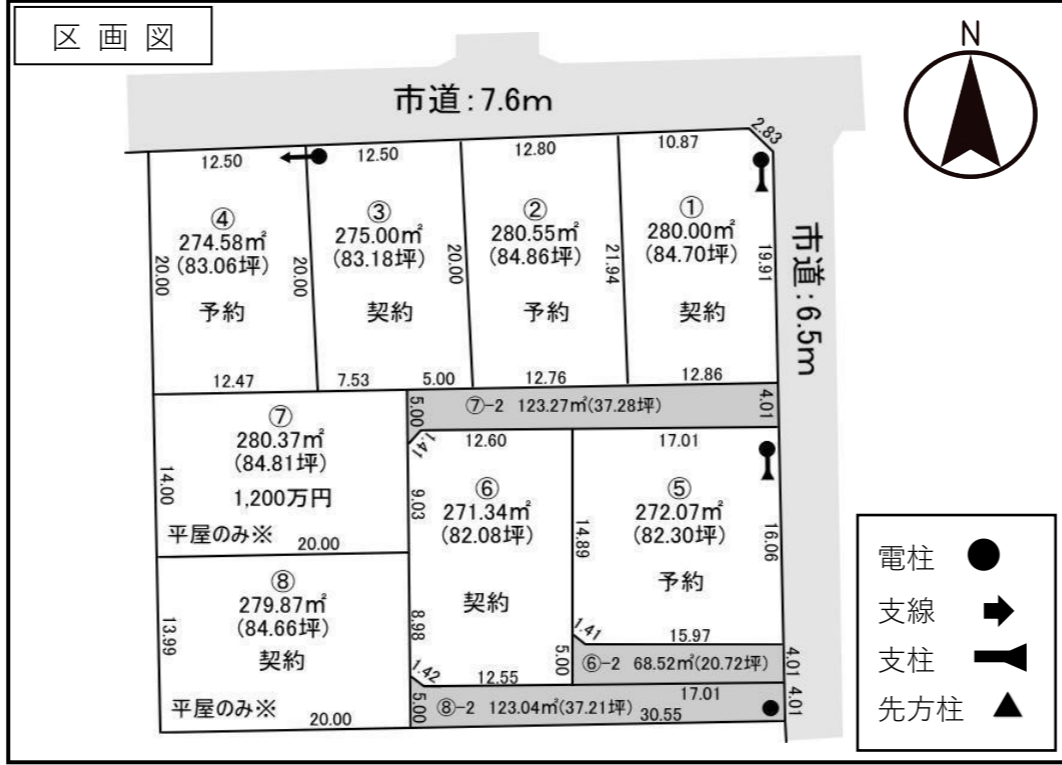 区画図
N
市道:7.6m
2.83
12.50
12.50
12.80
10.87
④
274.58㎡
(83.06坪)
予約
20.00
20.00
12.47
③
275.00㎡
(83.18坪)
契約
20.00
7.53
5.00
②
280.55㎡
(84.86坪)
予約
21.94
12.76
①
280.00㎡
(84.70坪)
契約
19.91
12.86
市道:6.5m
⑦-2 123.27㎡(37.28坪)
5.00
4.01
1.41
⑦
280.37㎡
(84.81坪)
1,200万円
14.00
平屋のみ※
20.00
12.60
⑥
271.34㎡
(82.08坪)
契約
9.03
8.98
5.00
1.42
12.55
17.01
⑤
272.07㎡
(82.30坪)
予約
14.89
16.06
1.41
15.97
⑧
279.87㎡
(84.66坪)
契約
13.99
平屋のみ※
20.00
⑥-2 68.52㎡(20.72坪)
4.01
17.01
⑧-2 123.04㎡(37.21坪)
30.55
5.00
4.01
電柱
支線
支柱
先方柱